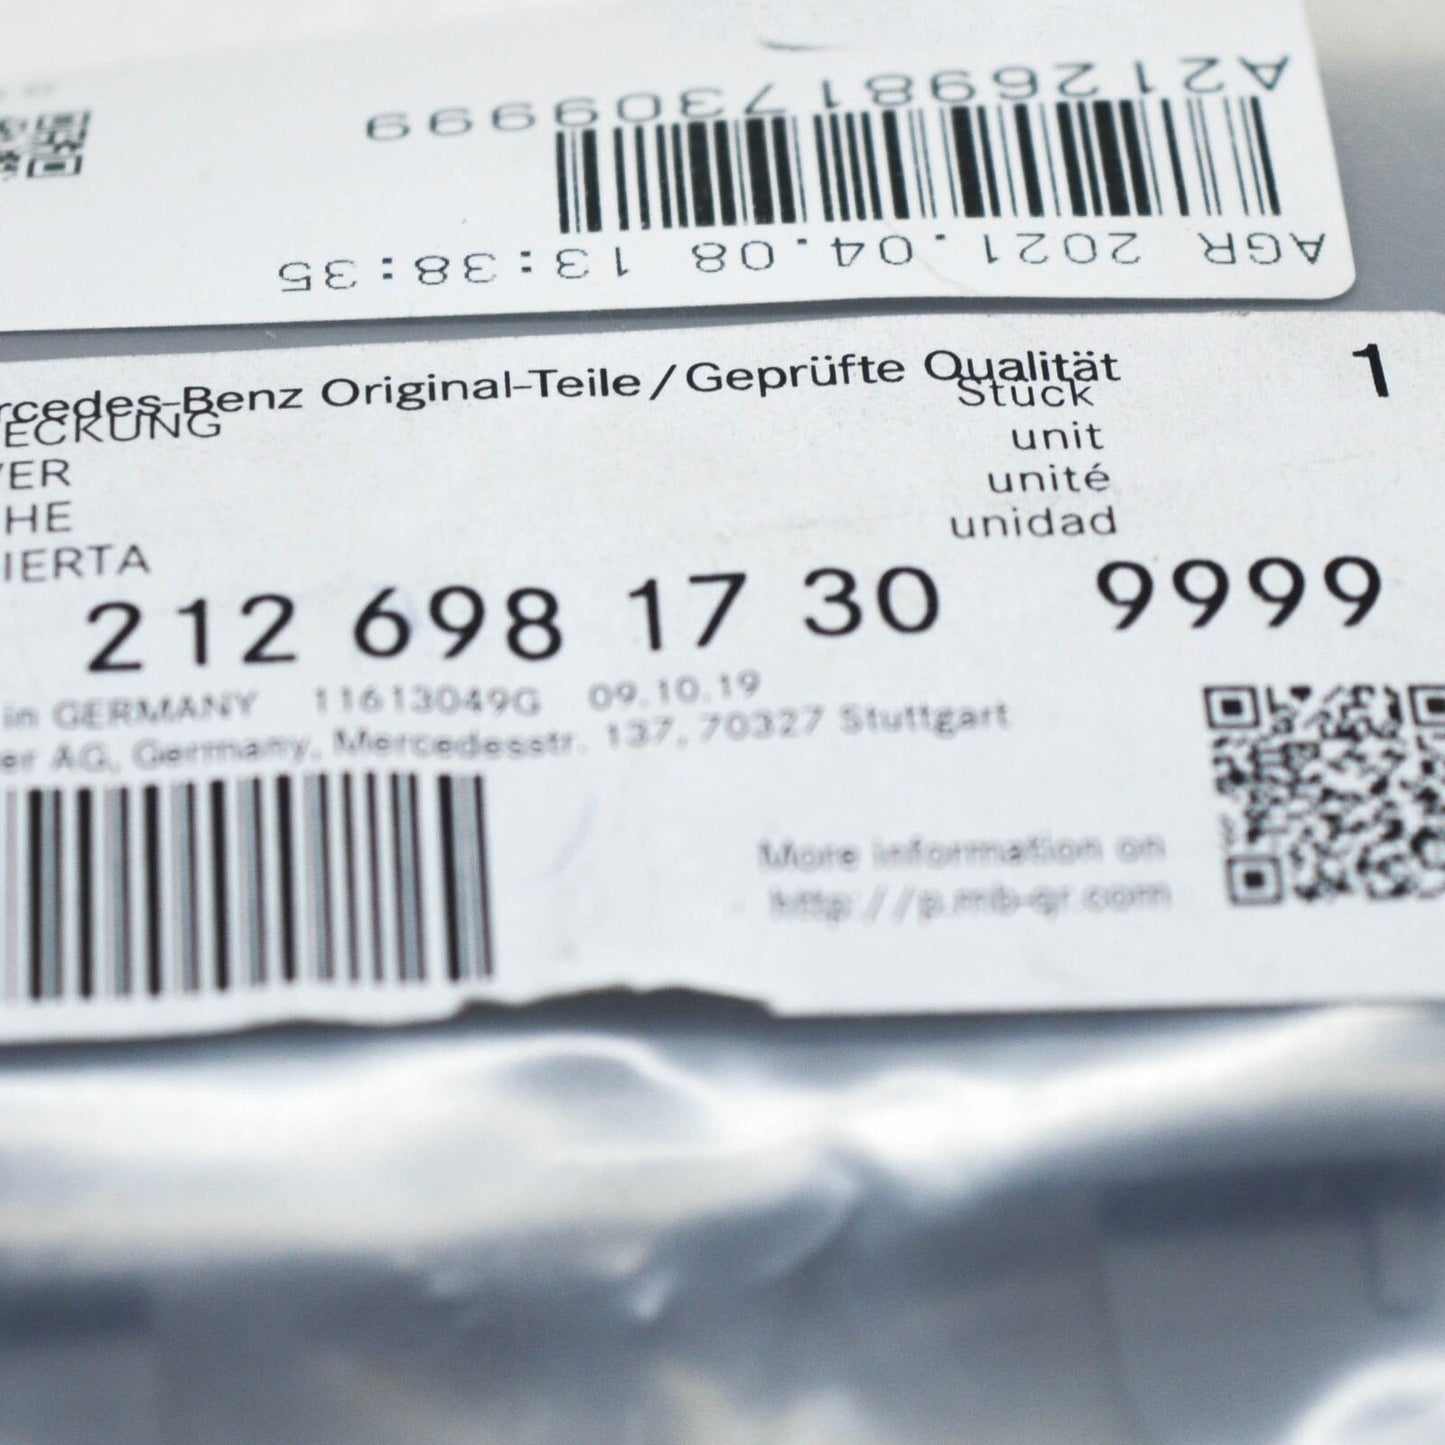 A21269817309999
AGR 2021.04.08 13:38:35
rcedes-Benz Original-Teile/Geprüfte Qualität 1
ECKUNG Stück
VER unit
HE unité
IERTA unidad
212 698 17 30 9999
in GERMANY 11613049G 09.10.19
er AG, Germany, Mercedesstr. 137, 70327 Stuttgart
More information on
http://p.mb-qr.com